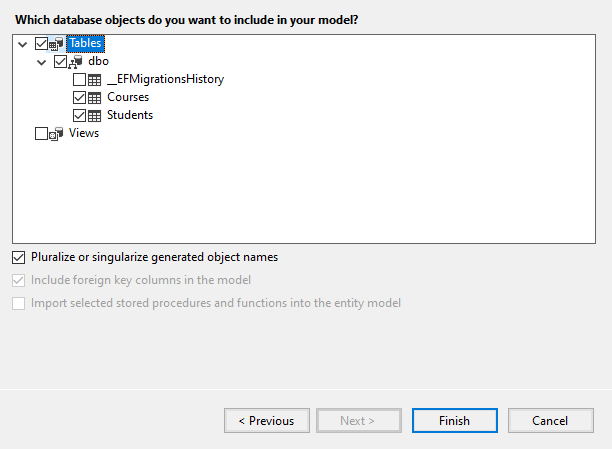 Which database objects do you want to include in your model?
Tables
dbo
__EFMigrationsHistory
Courses
Students
Views
Pluralize or singularize generated object names
Include foreign key columns in the model
Import selected stored procedures and functions into the entity model
< Previous Next > Finish Cancel